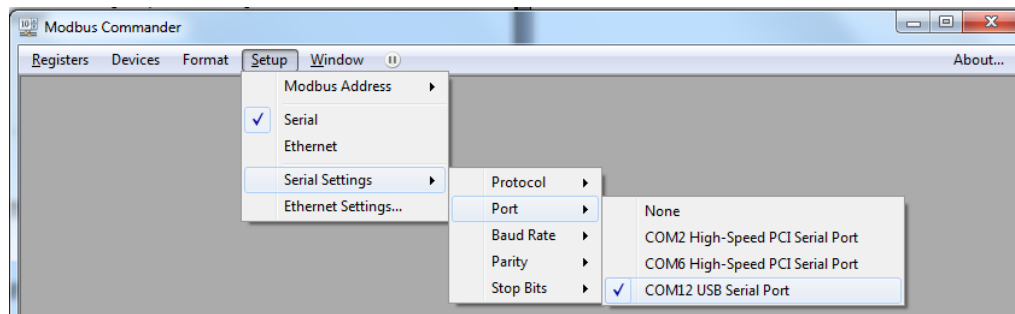 Modbus Commander
Registers Devices Format Setup Window About...
Modbus Address
Serial
Ethernet
Serial Settings
Ethernet Settings...
Protocol
Port
Baud Rate
Parity
Stop Bits
None
COM2 High-Speed PCI Serial Port
COM6 High-Speed PCI Serial Port
COM12 USB Serial Port